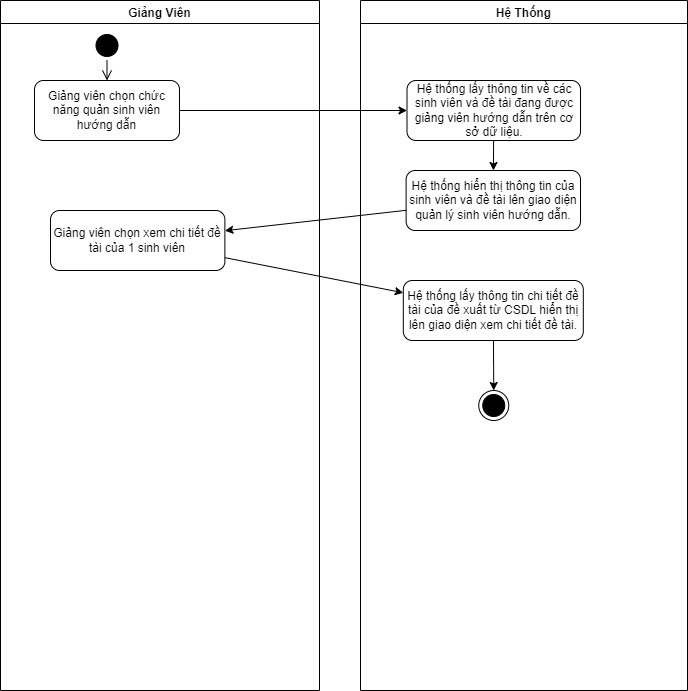 Giảng Viên
Hệ Thống
Giảng viên chọn chức
năng quản sinh viên
hướng dẫn
Hệ thống lấy thông tin về các
sinh viên và đề tài đang được
giảng viên hướng dẫn trên cơ
sở dữ liệu.
Hệ thống hiển thị thông tin của
sinh viên và đề tài lên giao diện
quản lý sinh viên hướng dẫn.
Giảng viên chọn xem chi tiết đề
tài của 1 sinh viên
Hệ thống lấy thông tin chi tiết đề
tài của đề xuất từ CSDL hiển thị
lên giao diện xem chi tiết đề tài.